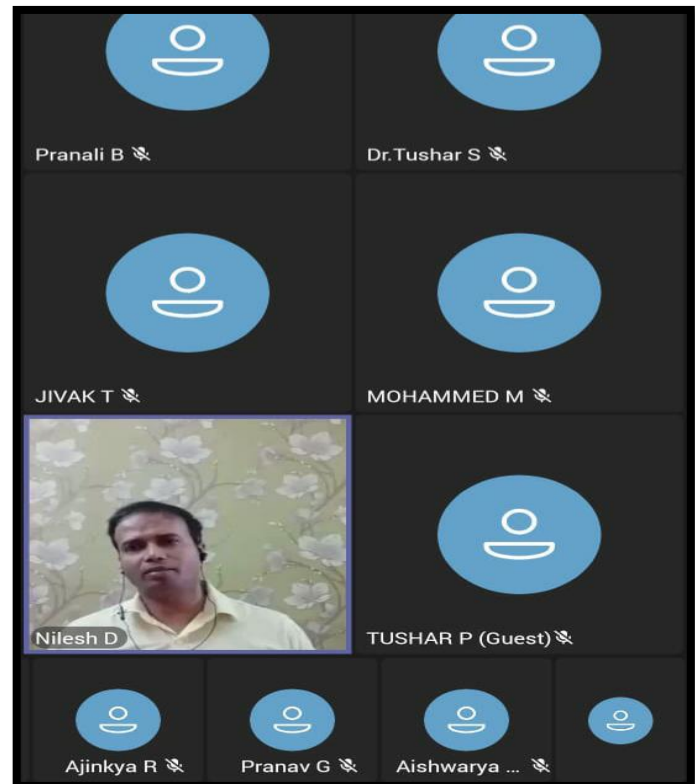 Pranali B
Dr.Tushar S
JIVAK T
MOHAMMED M
Nilesh D
TUSHAR P (Guest)
Ajinkya R
Pranav G
Aishwarya ...